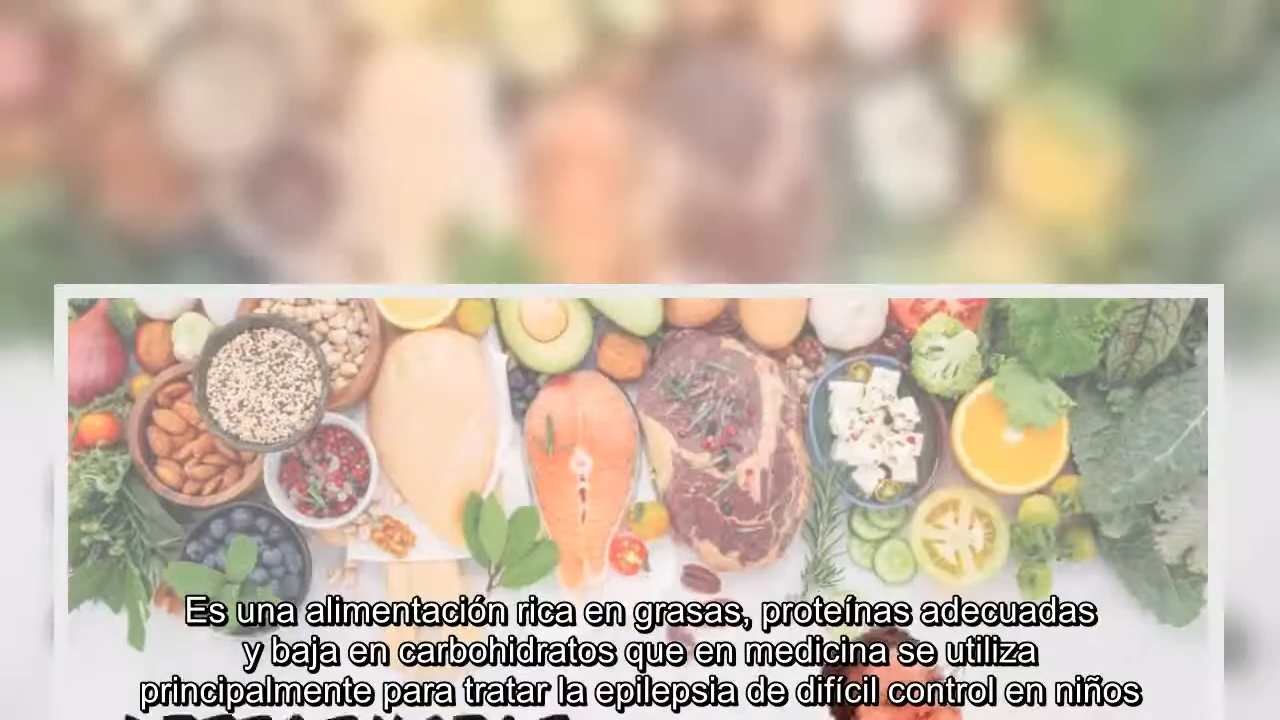 Es una alimentación rica en grasas, proteínas adecuadas
y baja en carbohidratos que en medicina se utiliza
principalmente para tratar la epilepsia de difícil control en niños